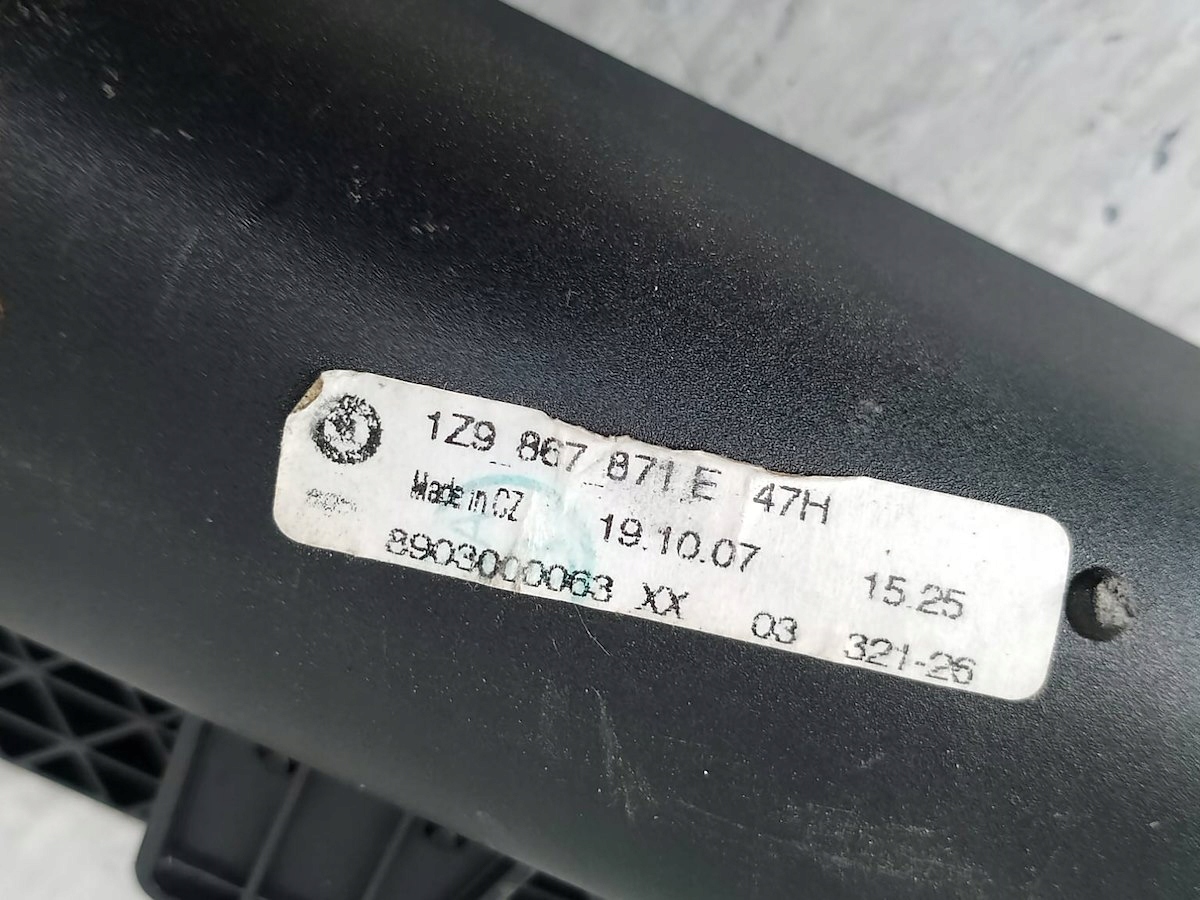 1Z9 867 871 E 47H
Made in CZ 19.10.07 15.25
8903000063 XX 03 321-26